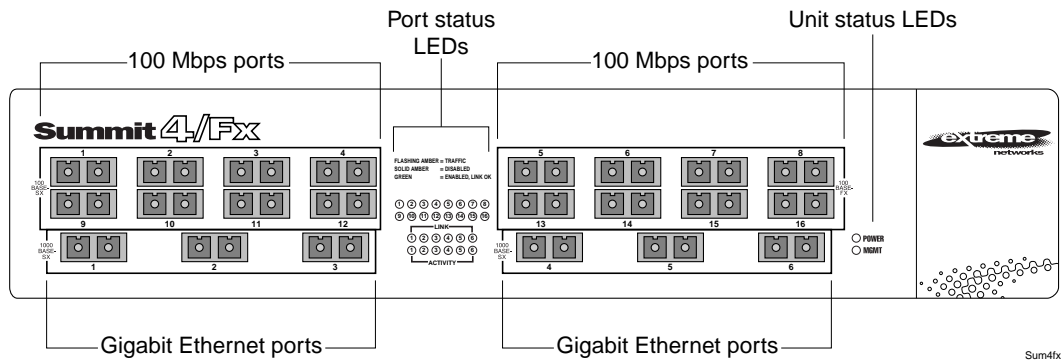 Port status
LEDs
Unit status LEDs
100 Mbps ports
100 Mbps ports
Summit 4/Fx
extreme
networks
1 2 3 4
FLASHING AMBER = TRAFFIC
SOLID AMBER = DISABLED
GREEN = ENABLED, LINK OK
5 6 7 8
100
BASE-
SX
100
BASE-
FX
1 2 3 4 5 6 7 8
9 10 11 12 13 14 15 16
9 10 11 12
13 14 15 16
LINK
1 2 3 4 5 6
1 2 3 4 5 6
ACTIVITY
1000
BASE-
SX
1000
BASE-
SX
POWER
MGMT
1 2 3
4 5 6
Gigabit Ethernet ports
Gigabit Ethernet ports
Sum4fx